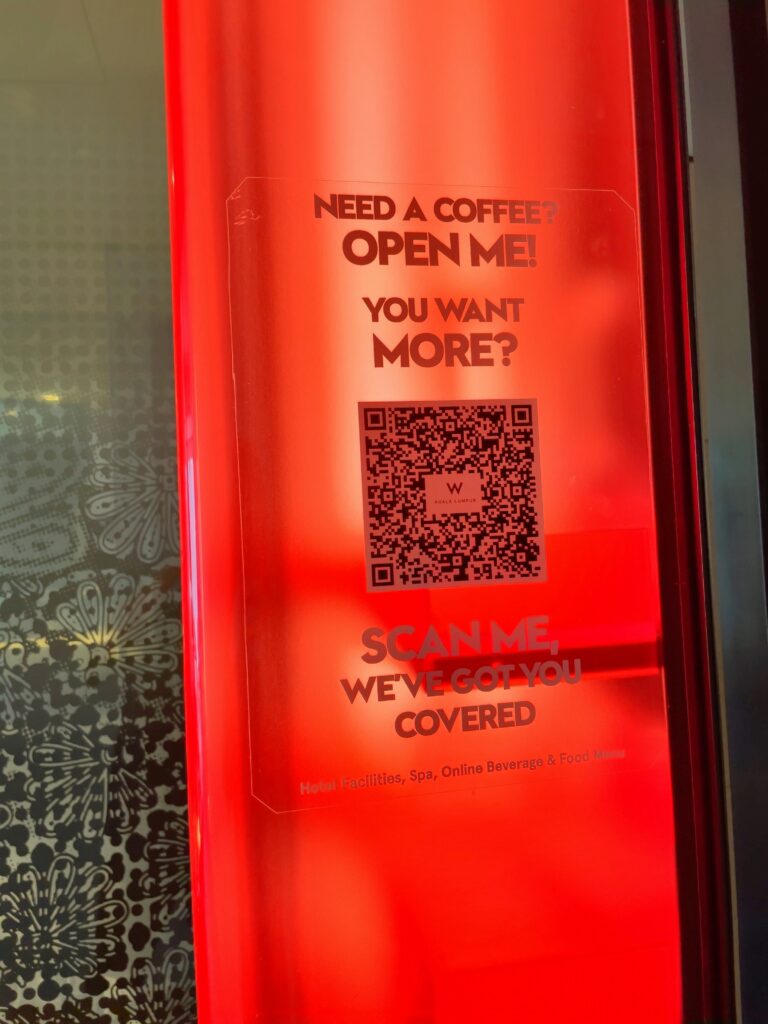 NEED A COFFEE?
OPEN ME!
YOU WANT
MORE?
W
KUALA LUMPUR
SCAN ME,
WE'VE GOT YOU
COVERED
Hotel Facilities, Spa, Online Beverage & Food Menu